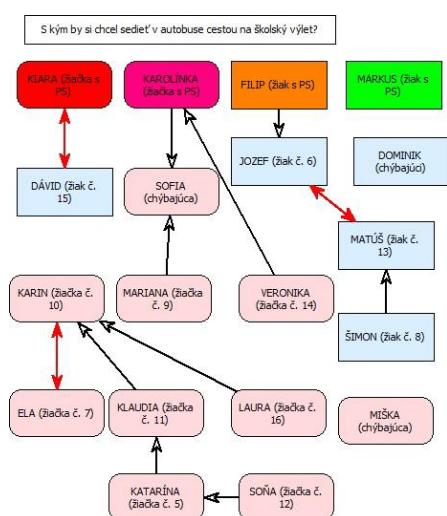 S kým by si chcel sedieť v autobuse cestou na školský výlet?
KIARA (žiačka s
PS)
KAROLÍNKA
(žiačka s PS)
FILIP (žiak s PS)
MARKUS (žiak s
PS)
DÁVID (žiak č.
15)
SOFIA
(chýbajúca)
JOZEF (žiak č. 6)
DOMINIK
(chýbajúci)
MATÚŠ (žiak č.
13)
KARIN (žiačka č.
10)
MARIANA
(žiačka č. 9)
VERONIKA
(žiačka č. 14)
ŠIMON (žiak č. 8)
ELA (žiačka č. 7)
KLAUDIA (žiačka
č. 11)
LAURA (žiačka č.
16)
MIŠKA
(chýbajúca)
KATARÍNA
(žiačka č. 5)
SOŇA (žiačka č.
12)